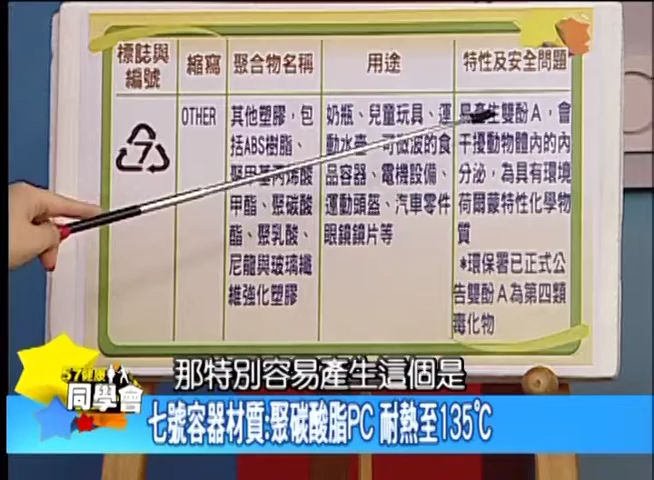 標誌與
編號
縮寫
聚合物名稱
用途
特性及安全問題
7
OTHER
其他塑膠，包
括ABS樹脂、
聚甲基丙烯酸
甲酯、聚碳酸
酯、聚乳酸、
尼龍與玻璃纖
維強化塑膠
奶瓶、兒童玩具、運
動水壺、可微波的食
品容器、電機設備、
運動頭盔、汽車零件
眼鏡鏡片等
易產生雙酚A，會
干擾動物體內的內
分泌，為具有環境
荷爾蒙特性化學物
質
*環保署已正式公
告雙酚A為第四類
毒化物
那特別容易產生這個是
57健康
同學會
七號容器材質:聚碳酸脂PC 耐熱至135℃